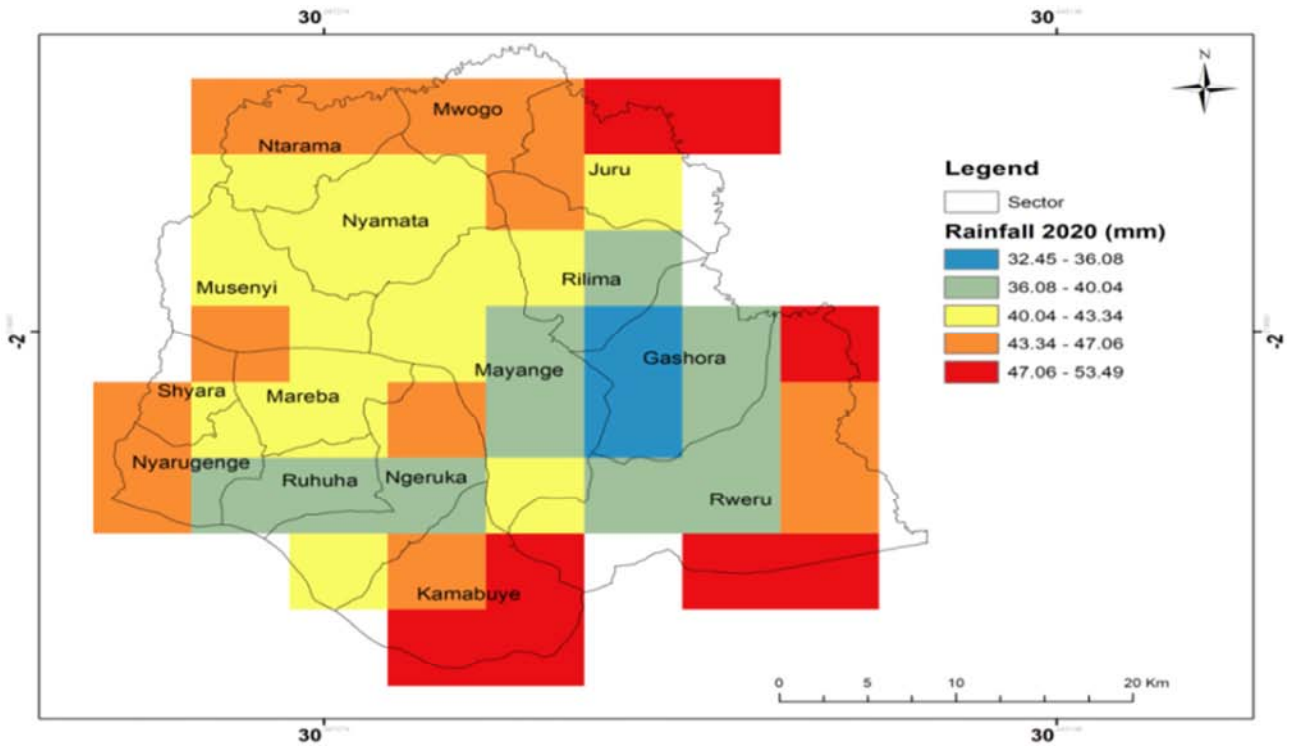 30 30
N
Mwogo
Ntarama
Juru
Legend
Nyamata
Sector
Rainfall 2020 (mm)
32.45 - 36.08
Rilima
Musenyi
36.08 - 40.04
40.04 - 43.34
-2 -2
43.34 - 47.06
Gashora
Mayange
47.06 - 53.49
Shyara
Mareba
Nyarugenge
Ruhuha
Ngeruka
Rweru
Kamabuye
0 5 10 20 Km
30 30